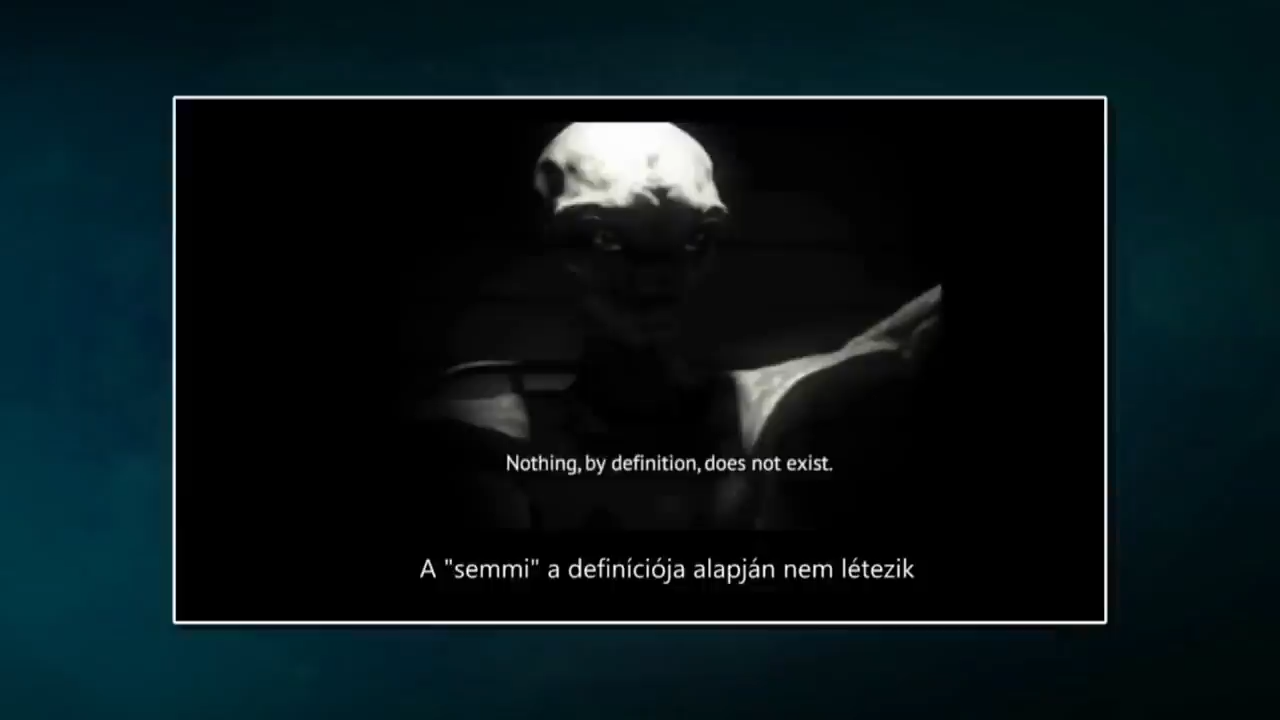 Nothing, by definition, does not exist.
A "semmi" a definíciója alapján nem létezik